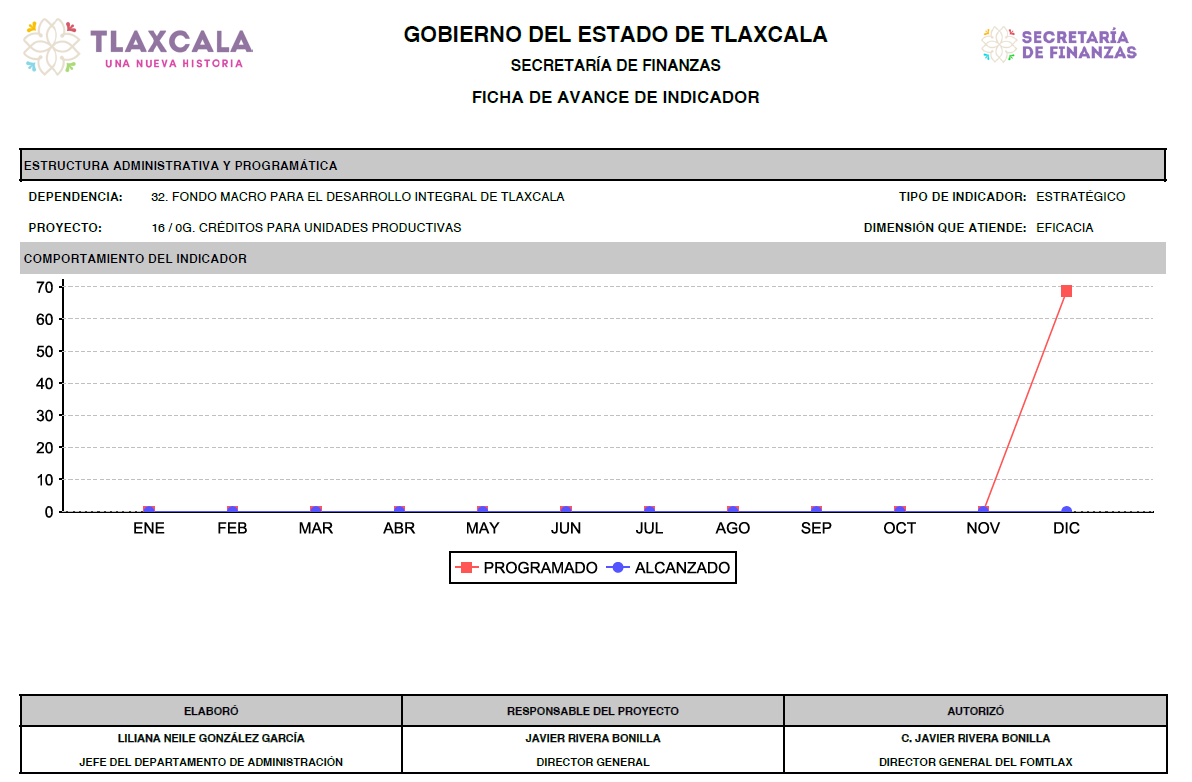 TLAXCALA
UNA NUEVA HISTORIA
GOBIERNO DEL ESTADO DE TLAXCALA
SECRETARÍA DE FINANZAS
FICHA DE AVANCE DE INDICADOR
SECRETARÍA
DE FINANZAS
ESTRUCTURA ADMINISTRATIVA Y PROGRAMÁTICA
DEPENDENCIA: 32. FONDO MACRO PARA EL DESARROLLO INTEGRAL DE TLAXCALA TIPO DE INDICADOR: ESTRATÉGICO
PROYECTO: 16 / 0G. CRÉDITOS PARA UNIDADES PRODUCTIVAS DIMENSIÓN QUE ATIENDE: EFICACIA
COMPORTAMIENTO DEL INDICADOR
70
60
50
40
30
20
10
0
ENE FEB MAR ABR MAY JUN JUL AGO SEP OCT NOV DIC
PROGRAMADO ALCANZADO
ELABORÓ RESPONSABLE DEL PROYECTO AUTORIZÓ
LILIANA NEILE GONZÁLEZ GARCÍA JAVIER RIVERA BONILLA C. JAVIER RIVERA BONILLA
JEFE DEL DEPARTAMENTO DE ADMINISTRACIÓN DIRECTOR GENERAL DIRECTOR GENERAL DEL FOMTLAX